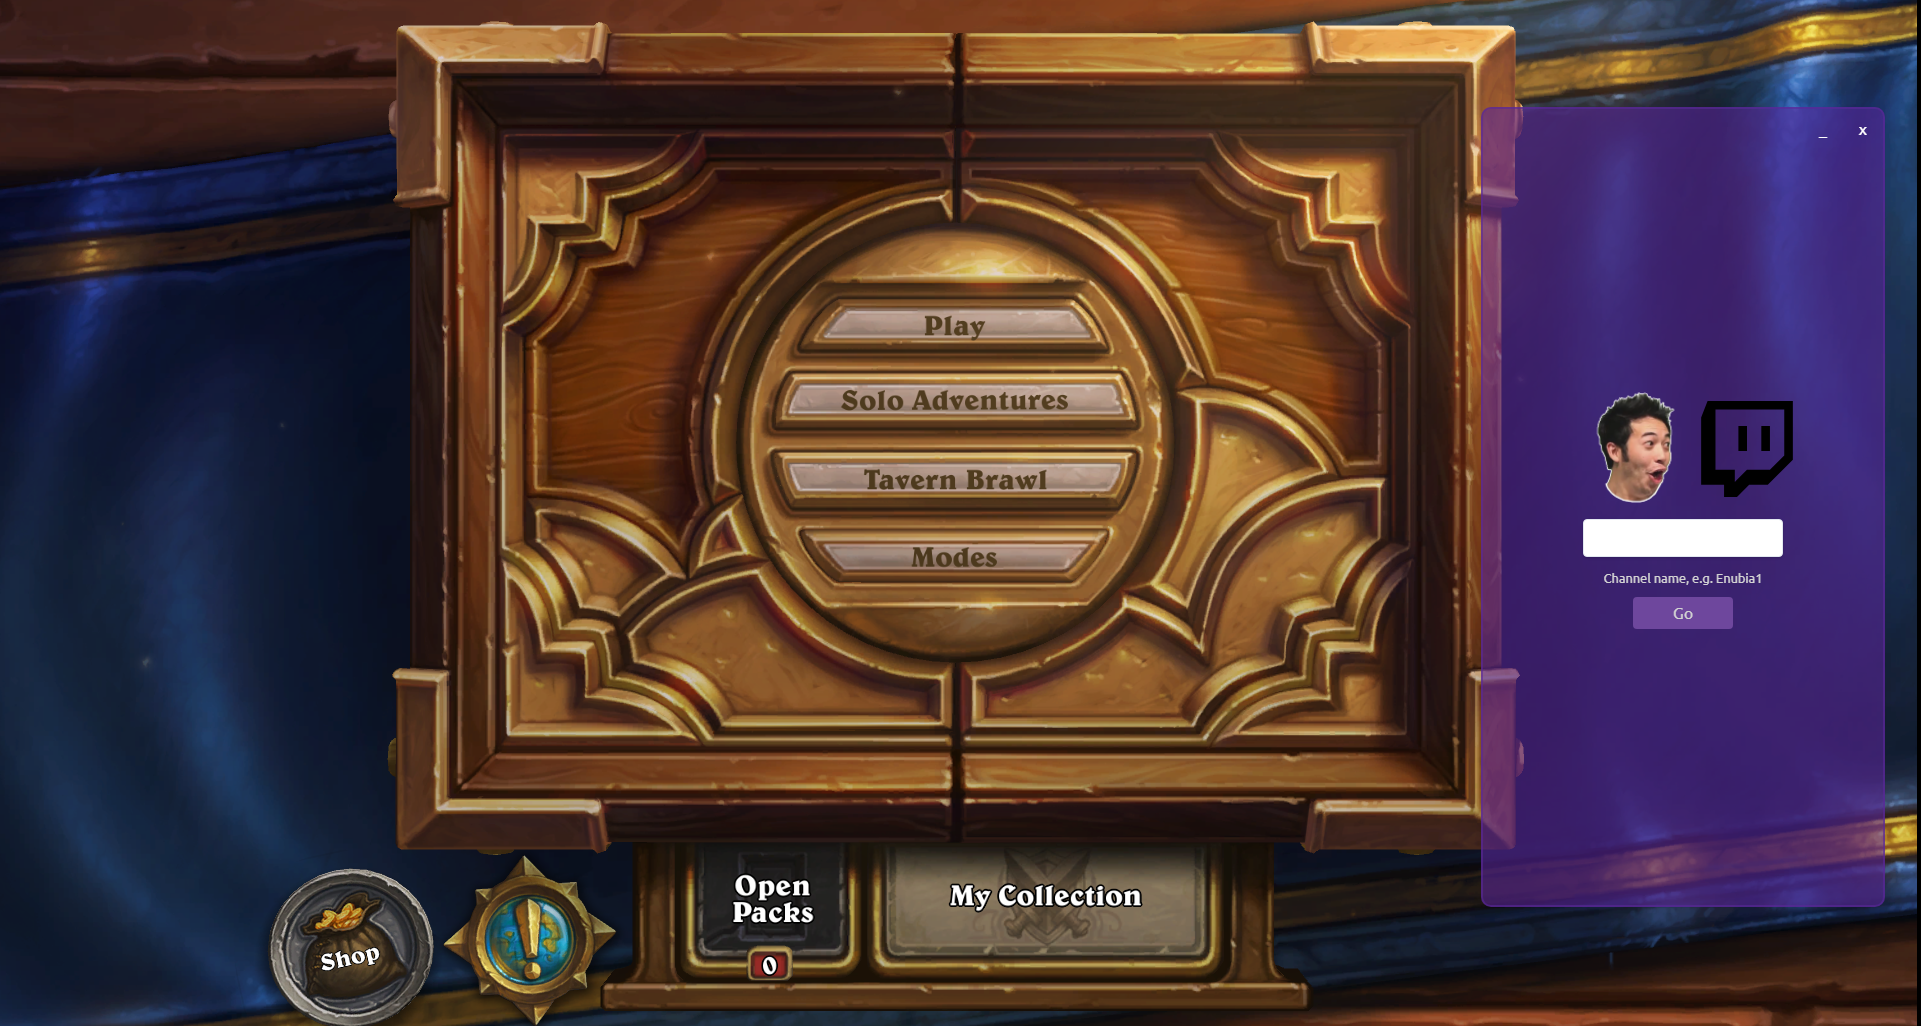 Play
Solo Adventures
Tavern Brawl
Modes
Shop
Open
Packs
0
My Collection
_ x
Channel name, e.g. Enubia1
Go